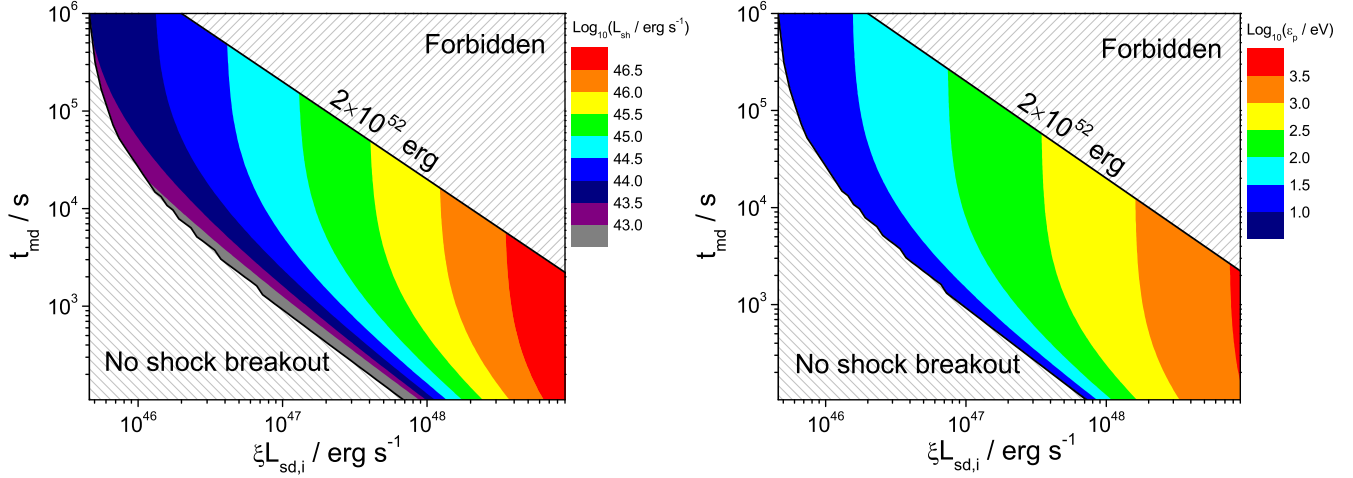 10^6
10^5
10^4
10^3
t_md / s
10^46
10^47
10^48
ξL_sd,i / erg s^-1
Forbidden
2×10^52 erg
No shock breakout
Log_10(L_sh / erg s^-1)
46.5
46.0
45.5
45.0
44.5
44.0
43.5
43.0
10^6
10^5
10^4
10^3
t_md / s
10^46
10^47
10^48
ξL_sd,i / erg s^-1
Forbidden
2×10^52 erg
No shock breakout
Log_10(ε_p / eV)
3.5
3.0
2.5
2.0
1.5
1.0